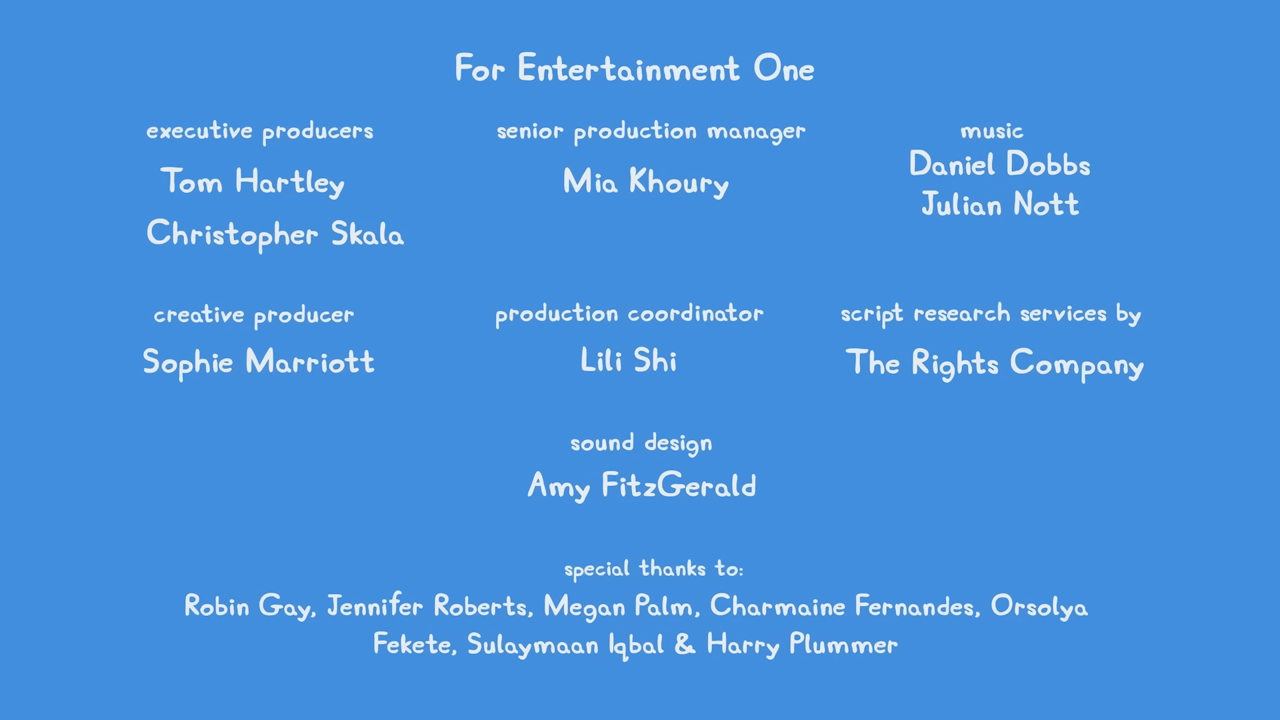 For Entertainment One
executive producers
Tom Hartley
Christopher Skala
senior production manager
Mia Khoury
music
Daniel Dobbs
Julian Nott
creative producer
Sophie Marriott
production coordinator
Lili Shi
script research services by
The Rights Company
sound design
Amy FitzGerald
special thanks to:
Robin Gay, Jennifer Roberts, Megan Palm, Charmaine Fernandes, Orsolya
Fekete, Sulaymaan Iqbal & Harry Plummer